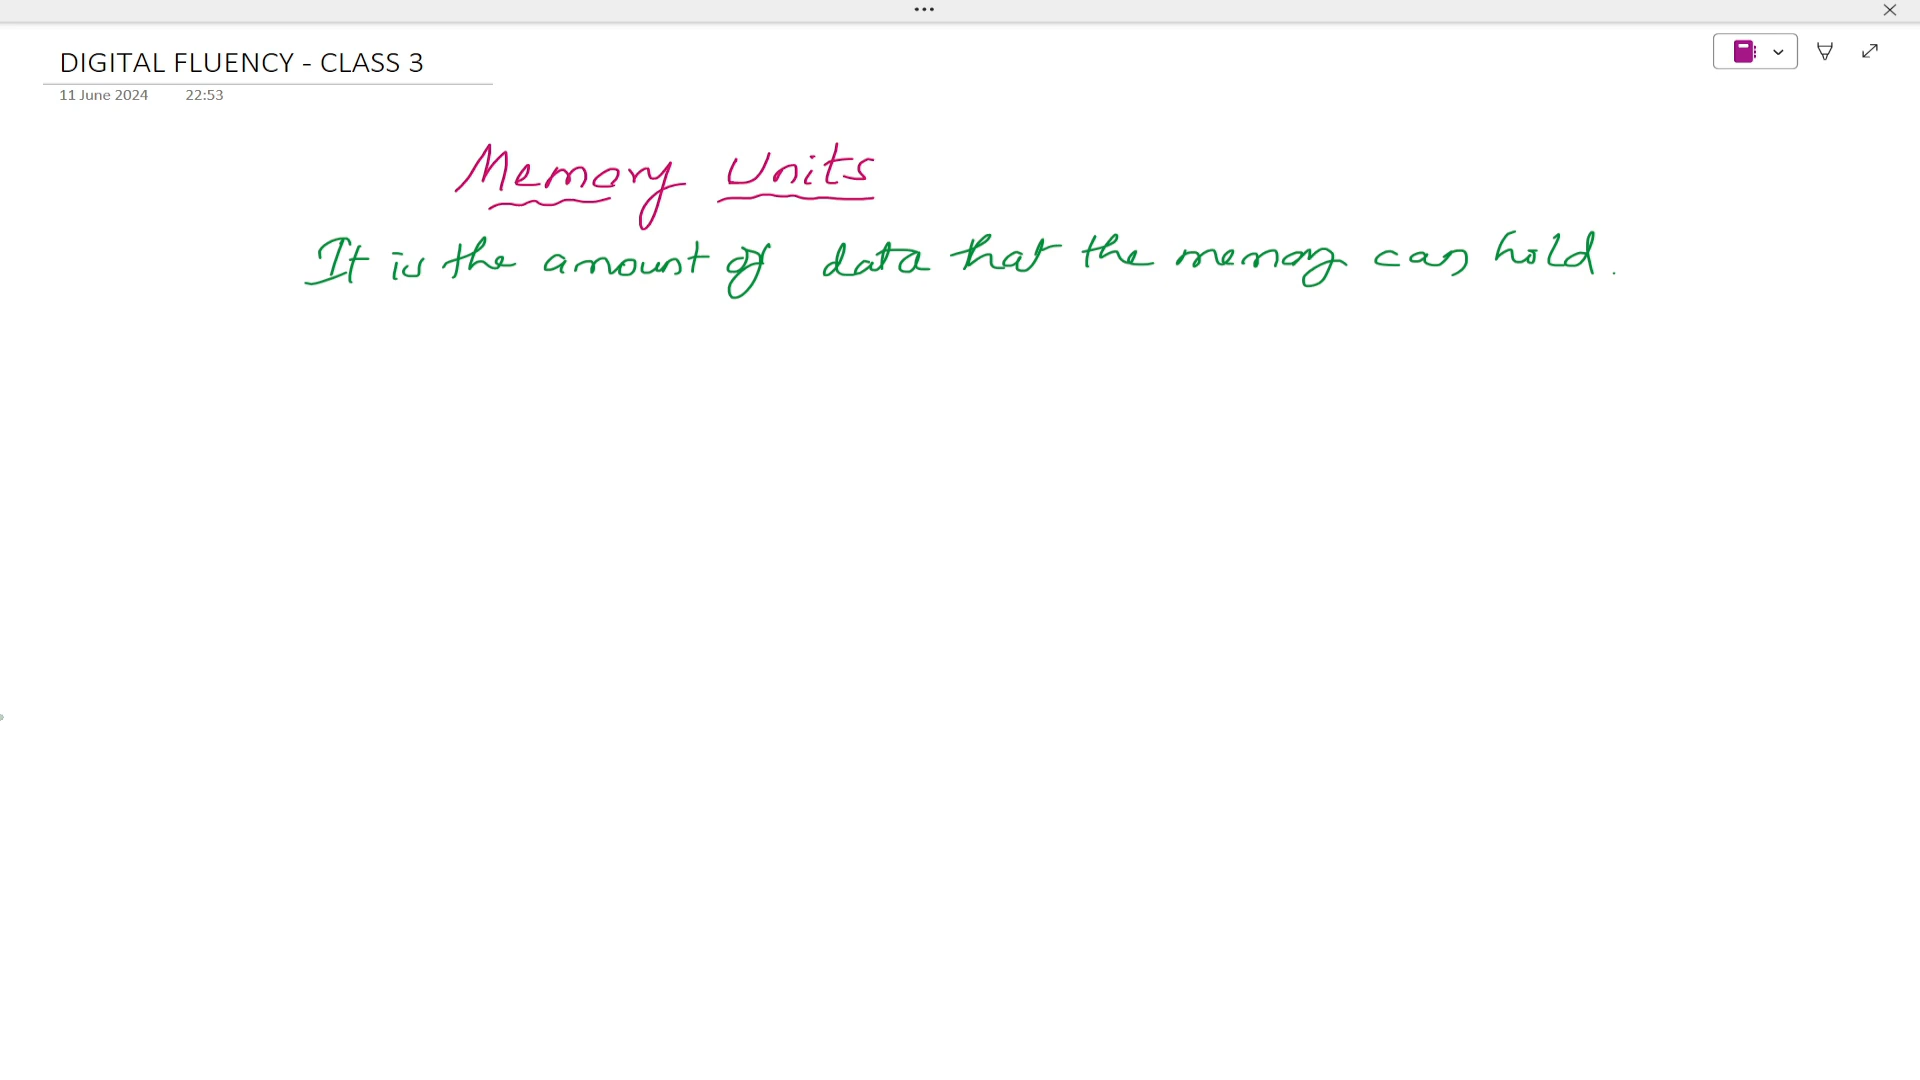 DIGITAL FLUENCY - CLASS 3
11 June 2024 22:53
Memory Units
It is the amount of data that the memory can hold.